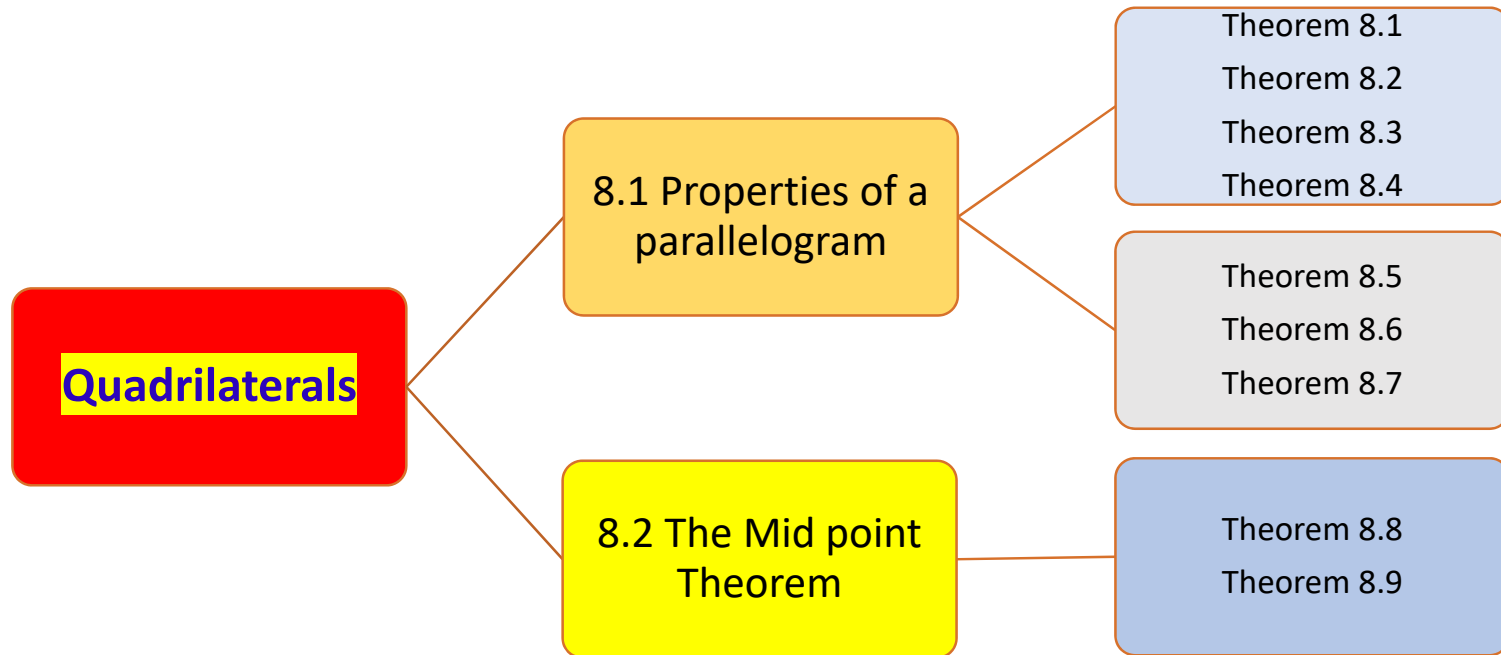 Quadrilaterals
8.1 Properties of a
parallelogram
Theorem 8.1
Theorem 8.2
Theorem 8.3
Theorem 8.4
Theorem 8.5
Theorem 8.6
Theorem 8.7
8.2 The Mid point
Theorem
Theorem 8.8
Theorem 8.9